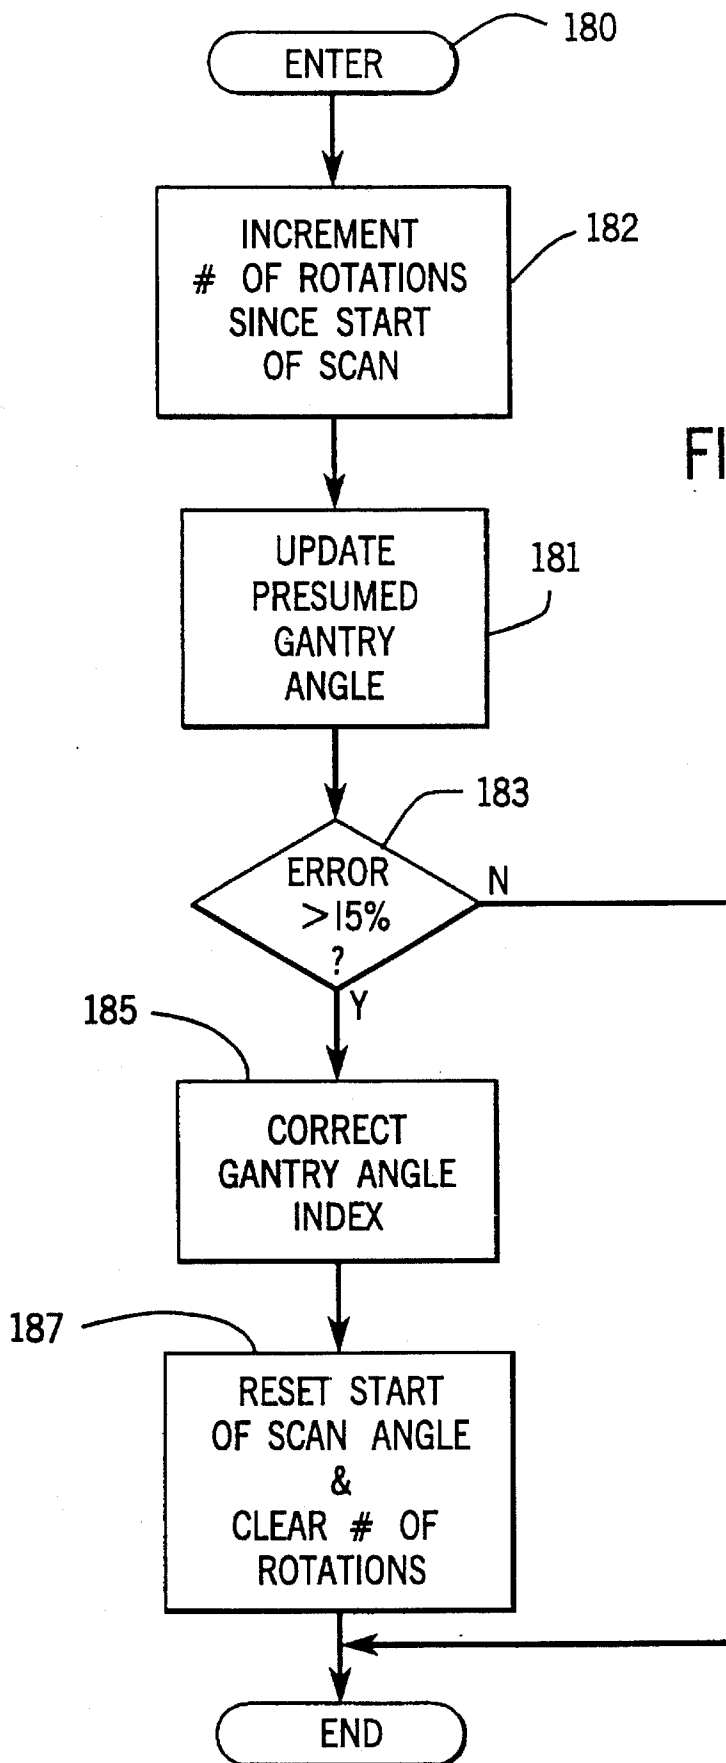 180
ENTER
182
INCREMENT
# OF ROTATIONS
SINCE START
OF SCAN
FI
181
UPDATE
PRESUMED
GANTRY
ANGLE
183
ERROR
>15%
?
N
Y
185
CORRECT
GANTRY ANGLE
INDEX
187
RESET START
OF SCAN ANGLE
&
CLEAR # OF
ROTATIONS
END